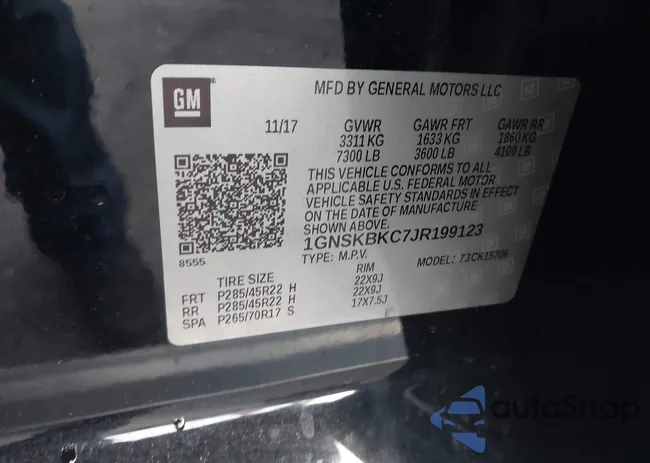 GM
MFD BY GENERAL MOTORS LLC
11/17 GVWR GAWR FRT GAWR RR
3311 KG 1633 KG 1860 KG
7300 LB 3600 LB 4100 LB
THIS VEHICLE CONFORMS TO ALL
APPLICABLE U.S. FEDERAL MOTOR
VEHICLE SAFETY STANDARDS IN EFFECT
ON THE DATE OF MANUFACTURE
SHOWN ABOVE.
1GNSKBKC7JR199123
8555
TYPE: M.P.V. MODEL: 73CK15706
TIRE SIZE RIM
FRT P285/45R22 H 22X9J
RR P285/45R22 H 22X9J
SPA P265/70R17 S 17X7.5J
autoSnap